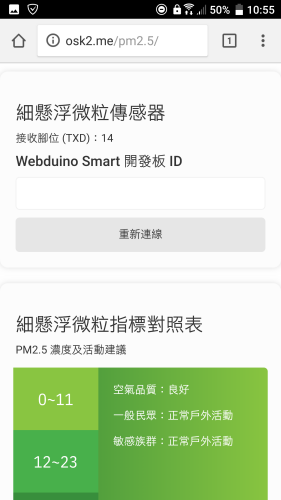 50% 10:55
osk2.me/pm2.5/
1
細懸浮微粒傳感器
接收腳位 (TXD)：14
Webduino Smart 開發板 ID
重新連線
細懸浮微粒指標對照表
PM2.5 濃度及活動建議
0~11
空氣品質：良好
一般民眾：正常戶外活動
敏感族群：正常戶外活動
12~23